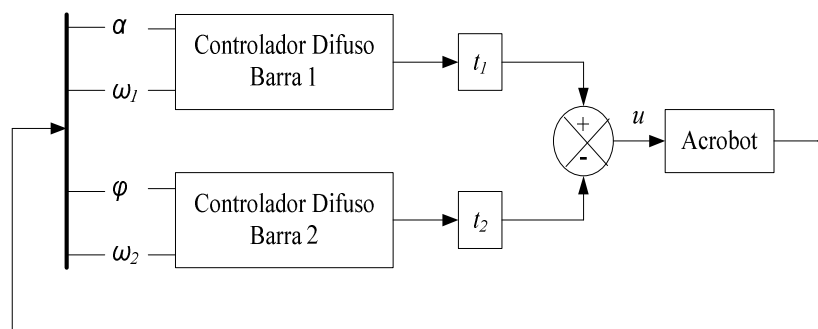 α
Controlador Difuso
Barra 1
ω1
t1
+
-
u
Acrobot
φ
Controlador Difuso
Barra 2
ω2
t2